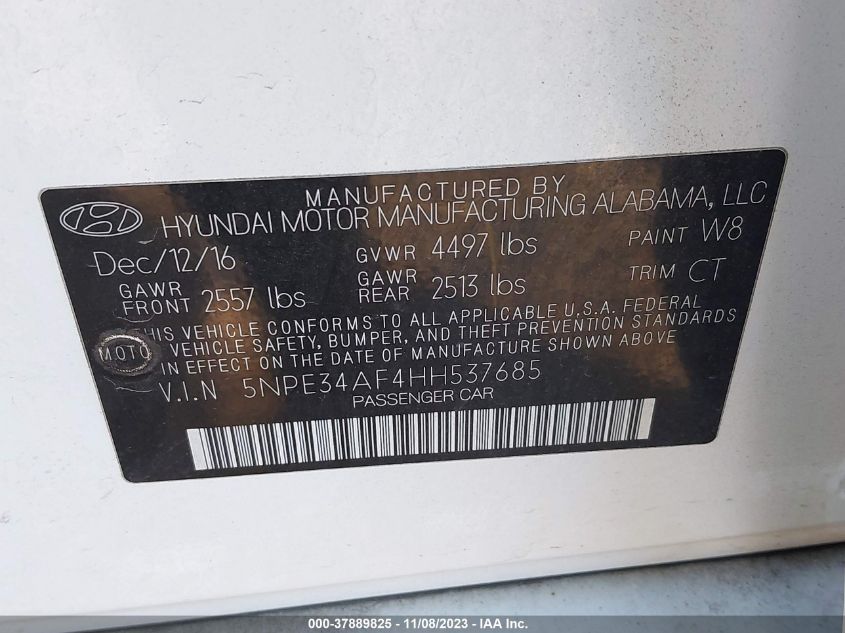 MANUFACTURED BY
HYUNDAI MOTOR MANUFACTURING ALABAMA, LLC
Dec/12/16 GVWR 4497 lbs PAINT W8
GAWR FRONT 2557 lbs GAWR REAR 2513 lbs TRIM CT
HIS VEHICLE CONFORMS TO ALL APPLICABLE U.S.A. FEDERAL
MOTO VEHICLE SAFETY, BUMPER, AND THEFT PREVENTION STANDARDS
IN EFFECT ON THE DATE OF MANUFACTURE SHOWN ABOVE
V.I.N 5NPE34AF4HH537685
PASSENGER CAR
000-37889825 - 11/08/2023 - IAA Inc.